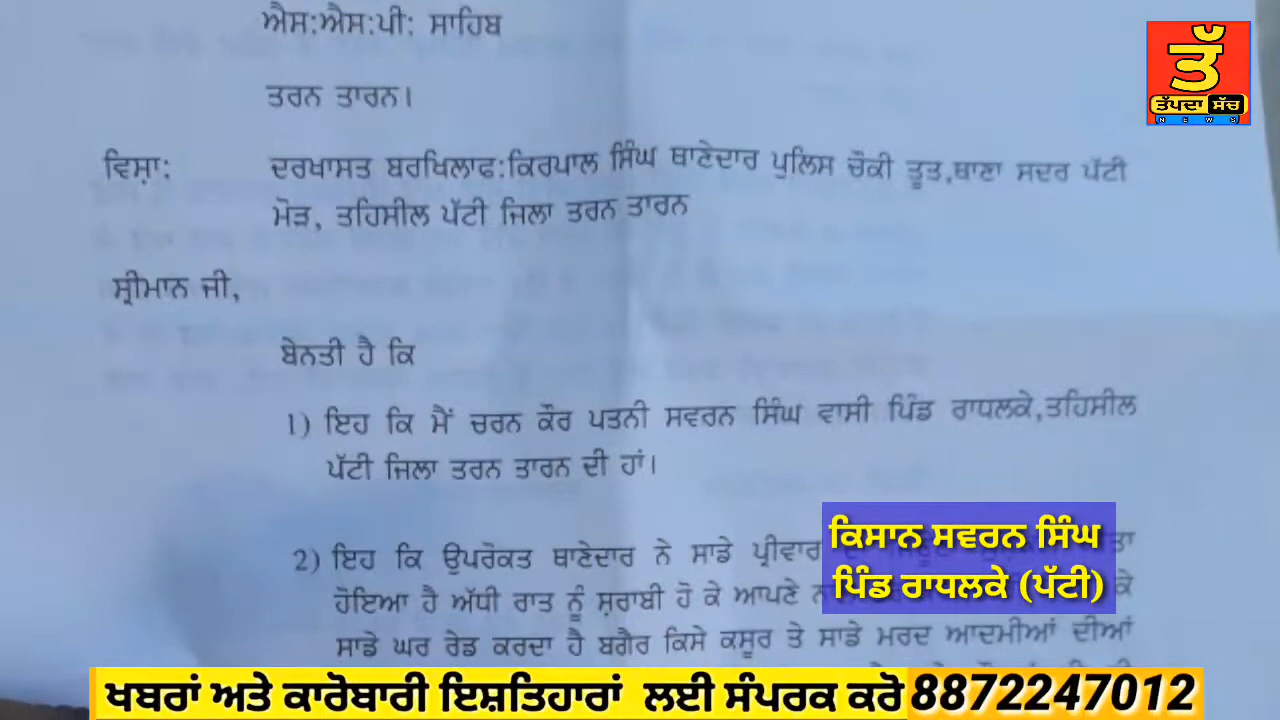 ਐਸ:ਐਸ:ਪੀ: ਸਾਹਿਬ
ਤਰਨ ਤਾਰਨ।
ਵਿਸ਼ਾ: ਦਰਖਾਸਤ ਬਰਖਿਲਾਫ:ਕਿਰਪਾਲ ਸਿੰਘ ਥਾਣੇਦਾਰ ਪੁਲਿਸ ਚੌਕੀ ਤੂਤ,ਥਾਣਾ ਸਦਰ ਪੱਟੀ
ਮੋੜ, ਤਹਿਸੀਲ ਪੱਟੀ ਜਿਲਾ ਤਰਨ ਤਾਰਨ
ਸ੍ਰੀਮਾਨ ਜੀ,
ਬੇਨਤੀ ਹੈ ਕਿ
1) ਇਹ ਕਿ ਮੈਂ ਚਰਨ ਕੌਰ ਪਤਨੀ ਸਵਰਨ ਸਿੰਘ ਵਾਸੀ ਪਿੰਡ ਰਾਧਲਕੇ,ਤਹਿਸੀਲ
ਪੱਟੀ ਜਿਲਾ ਤਰਨ ਤਾਰਨ ਦੀ ਹਾਂ।
2) ਇਹ ਕਿ ਉਪਰੋਕਤ ਥਾਣੇਦਾਰ ਨੇ ਸਾਡੇ ਪ੍ਰੀਵਾਰ
ਹੋਇਆ ਹੈ ਅੱਧੀ ਰਾਤ ਨੂੰ ਸ਼ਰਾਬੀ ਹੋ ਕੇ ਆਪਣੇ ਕੇ
ਸਾਡੇ ਘਰ ਰੇਡ ਕਰਦਾ ਹੈ ਬਗੈਰ ਕਿਸੇ ਕਸੂਰ ਤੇ ਸਾਡੇ ਮਰਦ ਆਦਮੀਆਂ ਦੀਆਂ
ਤੱ
ਤੱਪਦਾ ਸੱਚ
NEWS
ਕਿਸਾਨ ਸਵਰਨ ਸਿੰਘ
ਪਿੰਡ ਰਾਧਲਕੇ (ਪੱਟੀ)
ਖਬਰਾਂ ਅਤੇ ਕਾਰੋਬਾਰੀ ਇਸ਼ਤਿਹਾਰਾਂ ਲਈ ਸੰਪਰਕ ਕਰੋ 8872247012